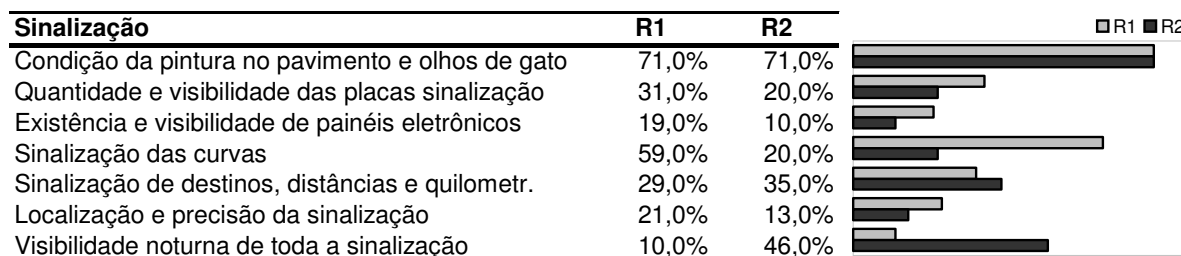 Sinalização R1 R2 R1 R2
Condição da pintura no pavimento e olhos de gato 71,0% 71,0%
Quantidade e visibilidade das placas sinalização 31,0% 20,0%
Existência e visibilidade de painéis eletrônicos 19,0% 10,0%
Sinalização das curvas 59,0% 20,0%
Sinalização de destinos, distâncias e quilometr. 29,0% 35,0%
Localização e precisão da sinalização 21,0% 13,0%
Visibilidade noturna de toda a sinalização 10,0% 46,0%